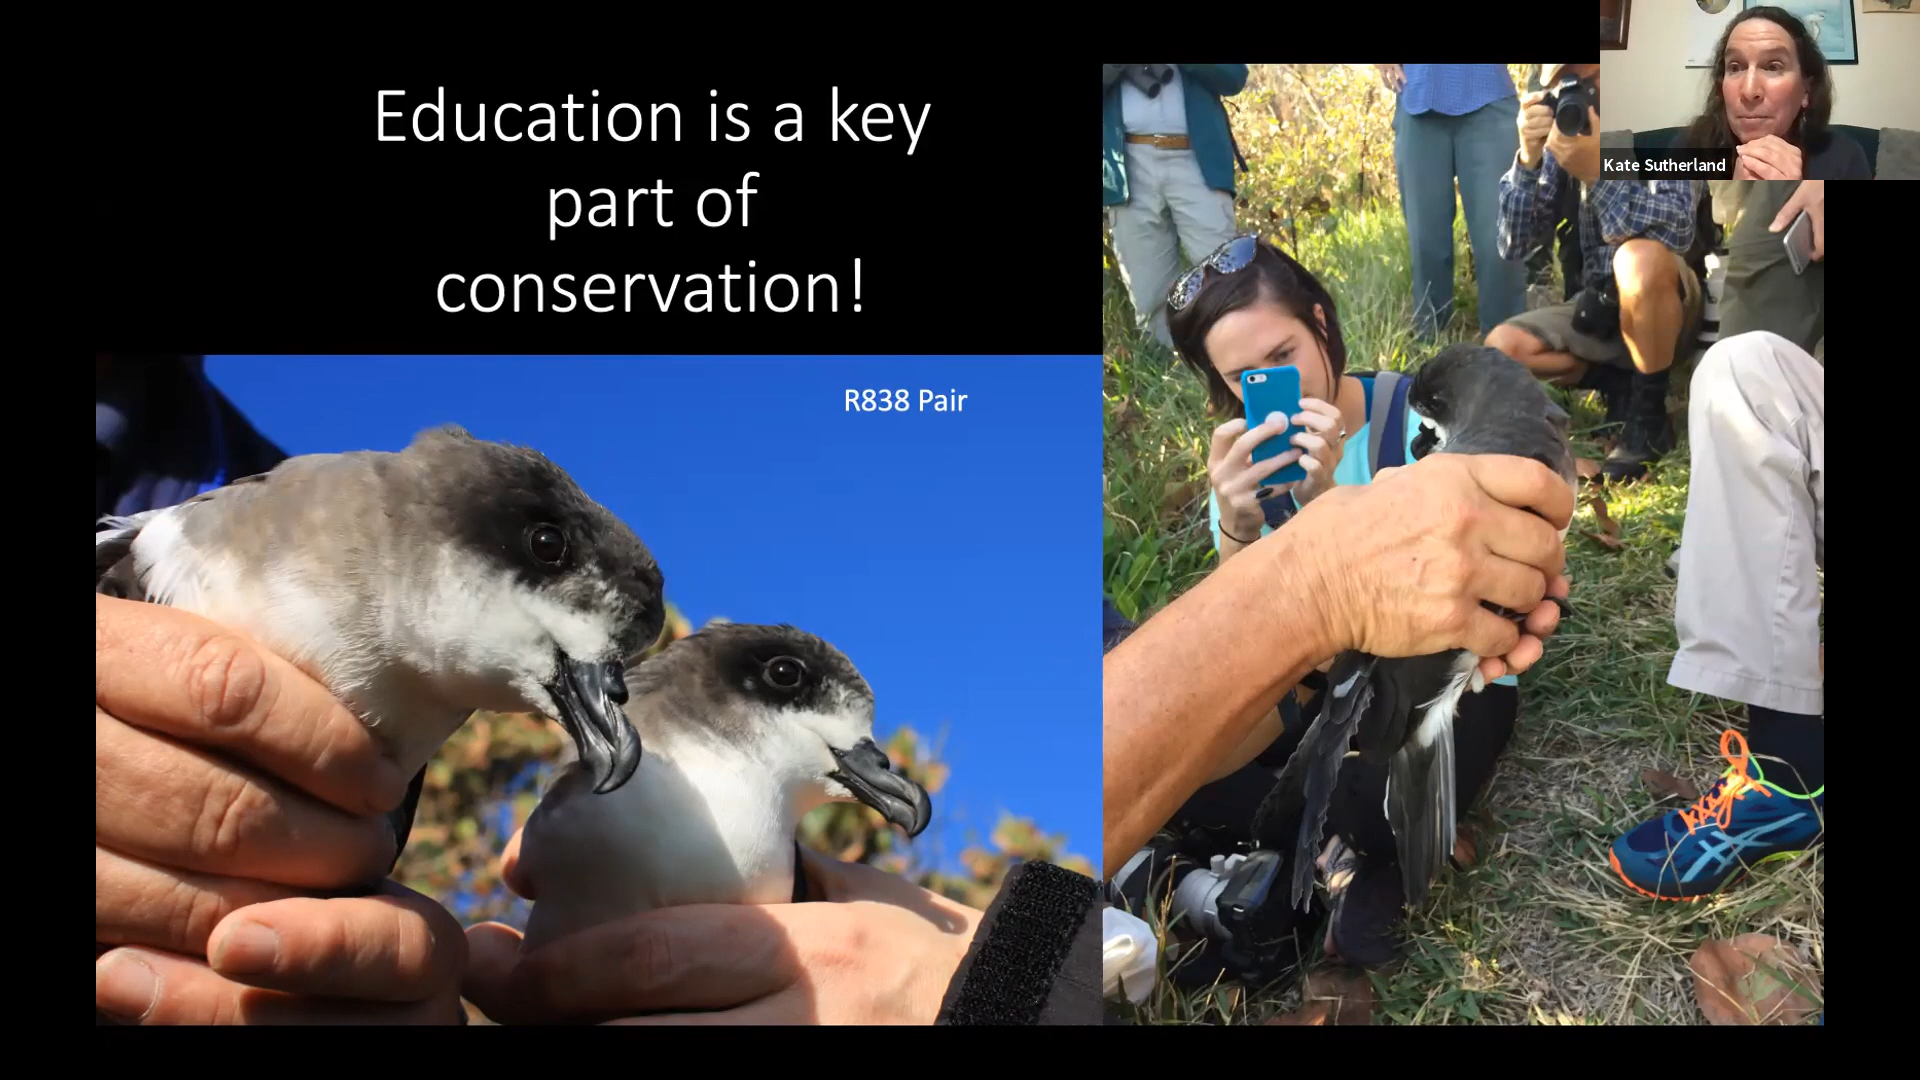 Education is a key
part of
conservation!
R838 Pair
Kate Sutherland